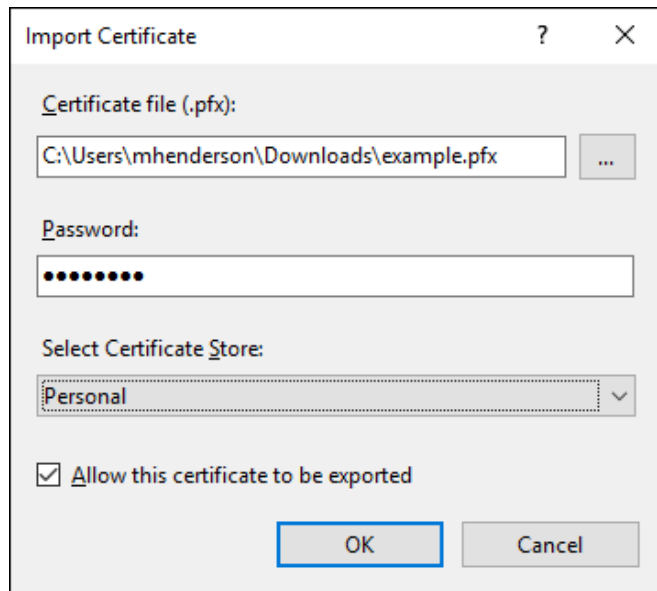 Import Certificate ?
Certificate file (.pfx):
C:\Users\mhenderson\Downloads\example.pfx ...
Password:
●●●●●●●●
Select Certificate Store:
Personal
Allow this certificate to be exported
OK Cancel